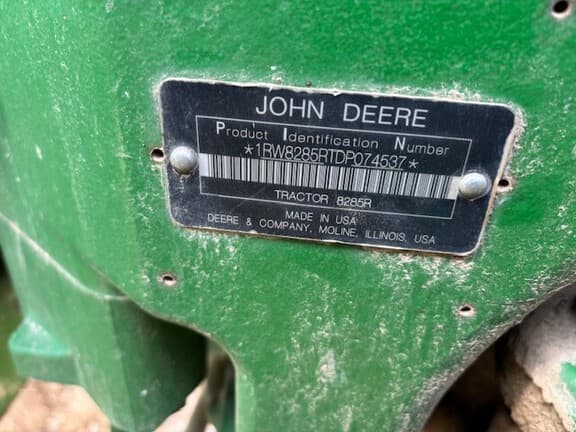 JOHN DEERE
Product Identification Number
*1RW8285RTDP074537*
TRACTOR 8285R
MADE IN USA
DEERE & COMPANY, MOLINE, ILLINOIS, USA